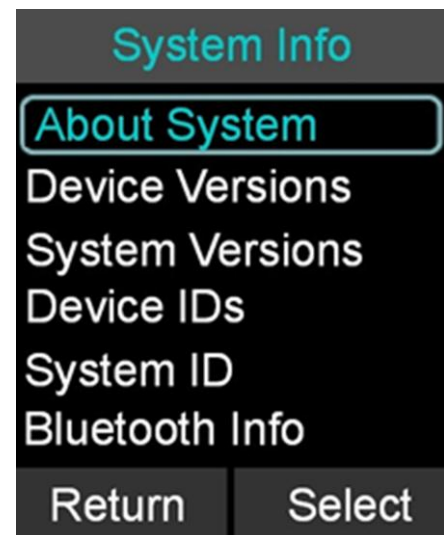 System Info
About System
Device Versions
System Versions
Device IDs
System ID
Bluetooth Info
Return Select